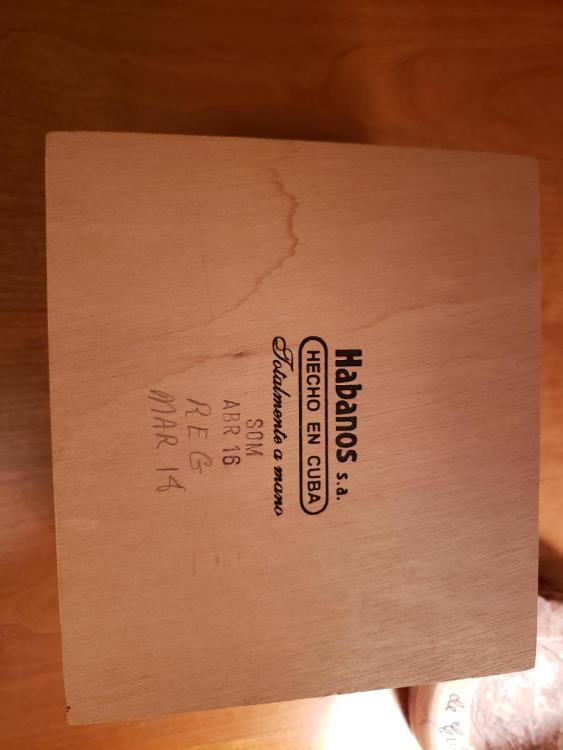 Habanos s.a.
HECHO EN CUBA
Totalmente a mano
SOM
ABR 16
REG
MAR 14